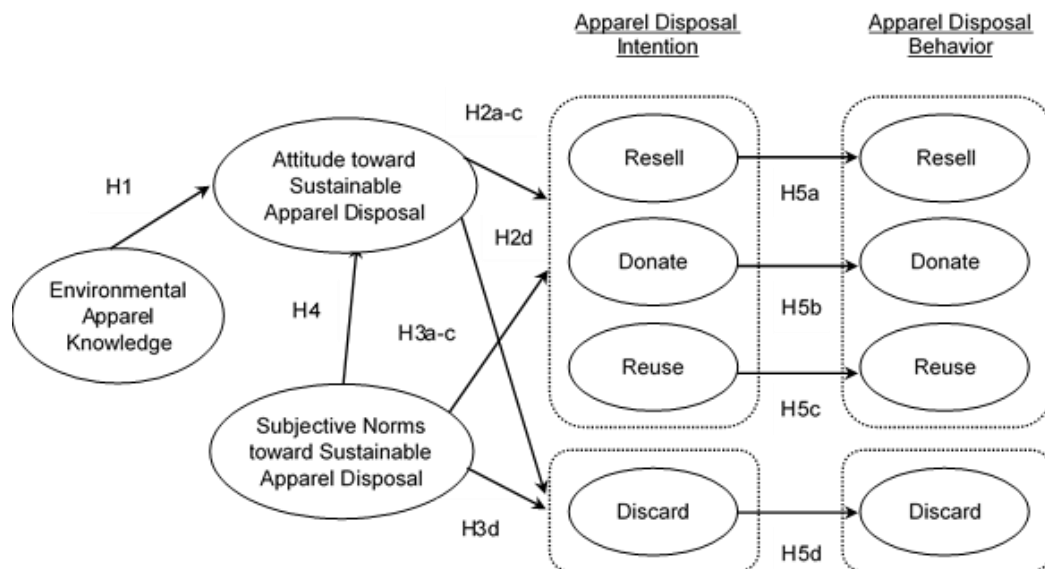 Apparel Disposal
Intention
Apparel Disposal
Behavior
H2a-c
Attitude toward
Sustainable
Apparel Disposal
H1
Resell
Resell
H5a
H2d
Donate
Donate
Environmental
Apparel
Knowledge
H4
H3a-c
H5b
Reuse
Reuse
H5c
Subjective Norms
toward Sustainable
Apparel Disposal
H3d
Discard
Discard
H5d